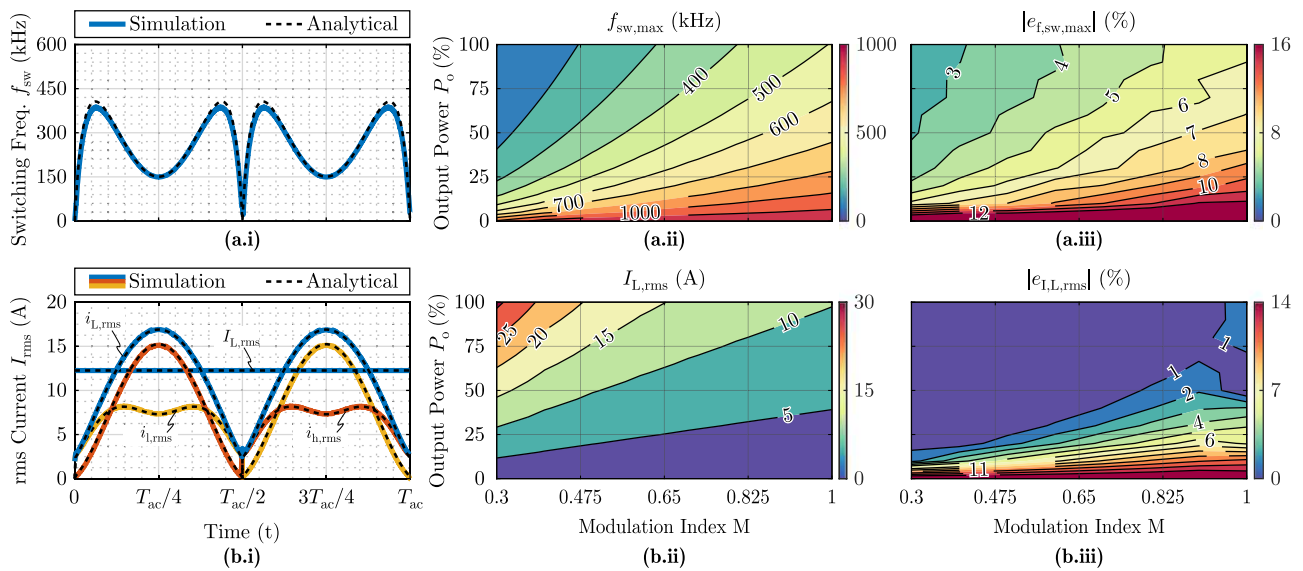 Simulation Analytical
Switching Freq. f_sw (kHz)
600
450
300
150
0
(a.i)
f_sw,max (kHz)
Output Power P_o (%)
100
75
50
25
0
400
500
600
700
1000
1000
500
0
(a.ii)
|e_f,sw,max| (%)
3
4
5
6
7
8
10
12
16
8
0
(a.iii)
Simulation Analytical
rms Current I_rms (A)
20
15
10
5
0
i_L,rms
I_L,rms
i_l,rms
i_h,rms
0 T_ac/4 T_ac/2 3T_ac/4 T_ac
Time (t)
(b.i)
I_L,rms (A)
Output Power P_o (%)
100
75
50
25
0
25
20
15
10
5
30
15
0
0.3 0.475 0.65 0.825 1
Modulation Index M
(b.ii)
|e_I,L,rms| (%)
1
1
2
4
6
11
14
7
0
0.3 0.475 0.65 0.825 1
Modulation Index M
(b.iii)